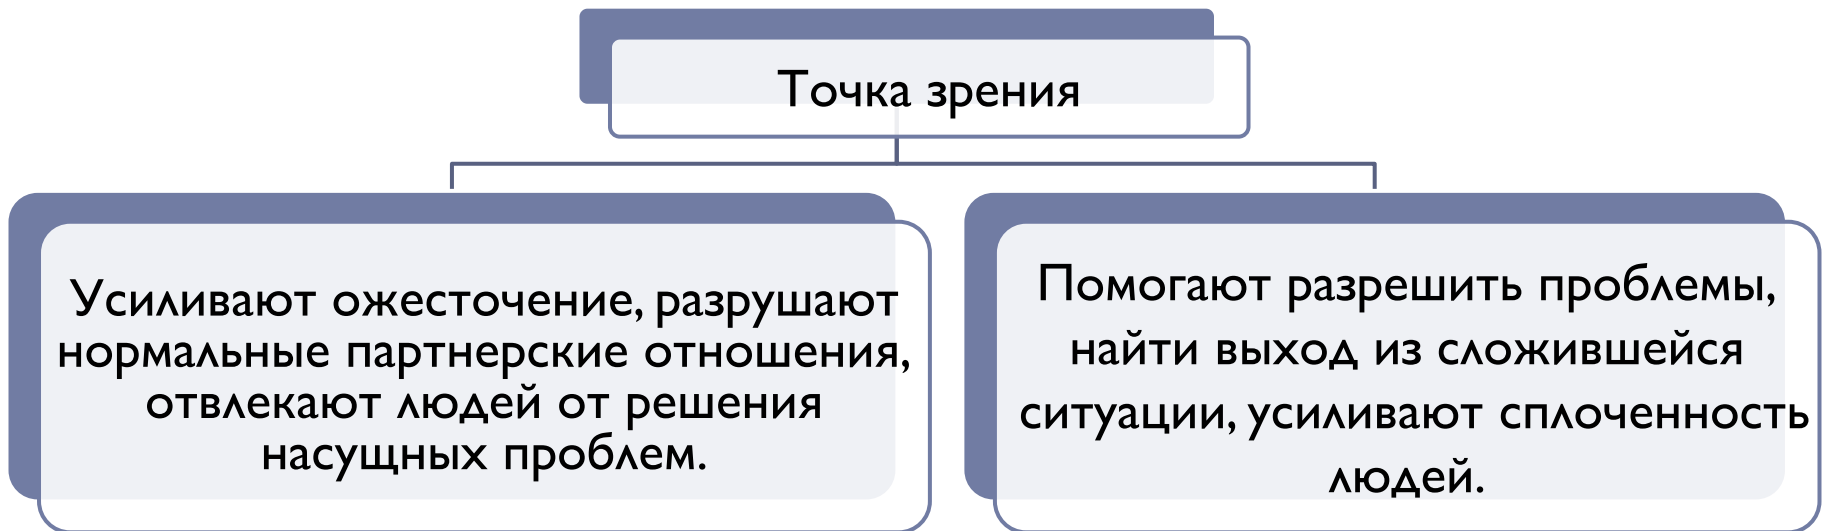 Точка зрения
Усиливают ожесточение, разрушают
нормальные партнерские отношения,
отвлекают людей от решения
насущных проблем.
Помогают разрешить проблемы,
найти выход из сложившейся
ситуации, усиливают сплоченность
людей.